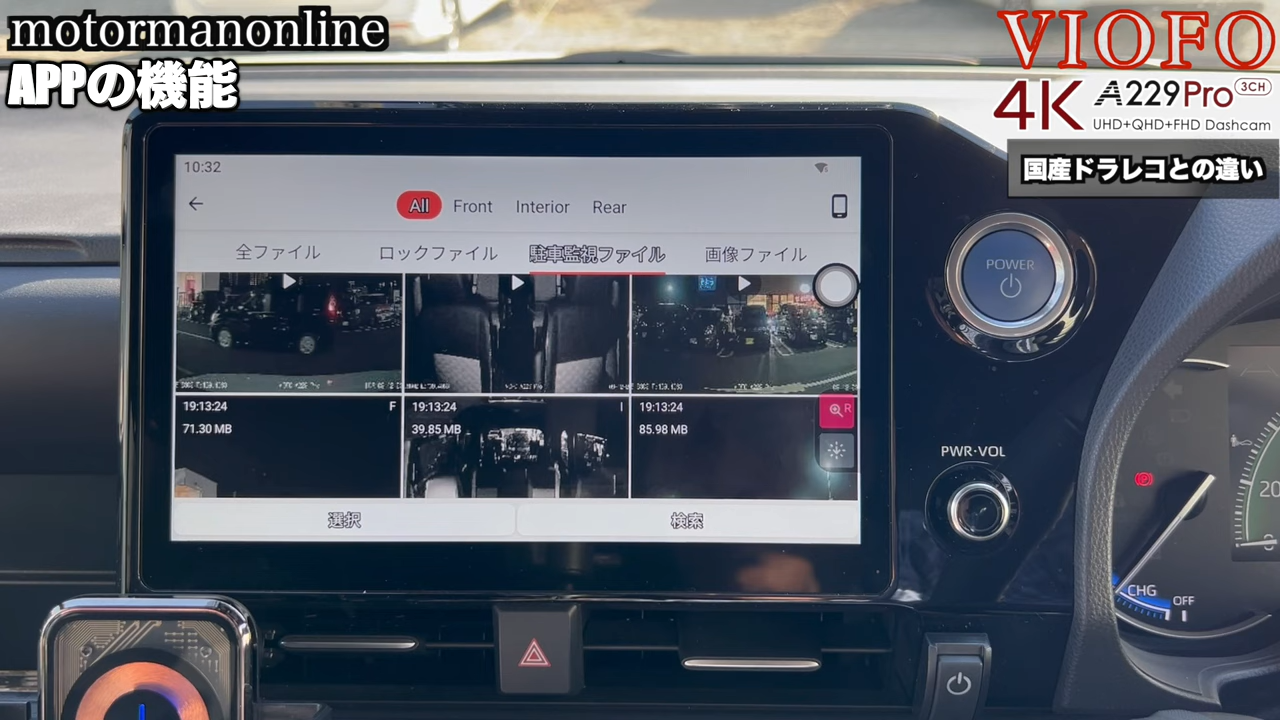 motormanonline
APPの機能
VIOFO
4K A229Pro 3CH
UHD+QHD+FHD Dashcam
国産ドラレコとの違い
10:32
All Front Interior Rear
全ファイル ロックファイル 駐車監視ファイル 画像ファイル
19:13:24 F
71.30 MB
19:13:24 I
39.85 MB
19:13:24 R
85.98 MB
選択 検索
POWER
PWR·VOL
20
CHG
OFF